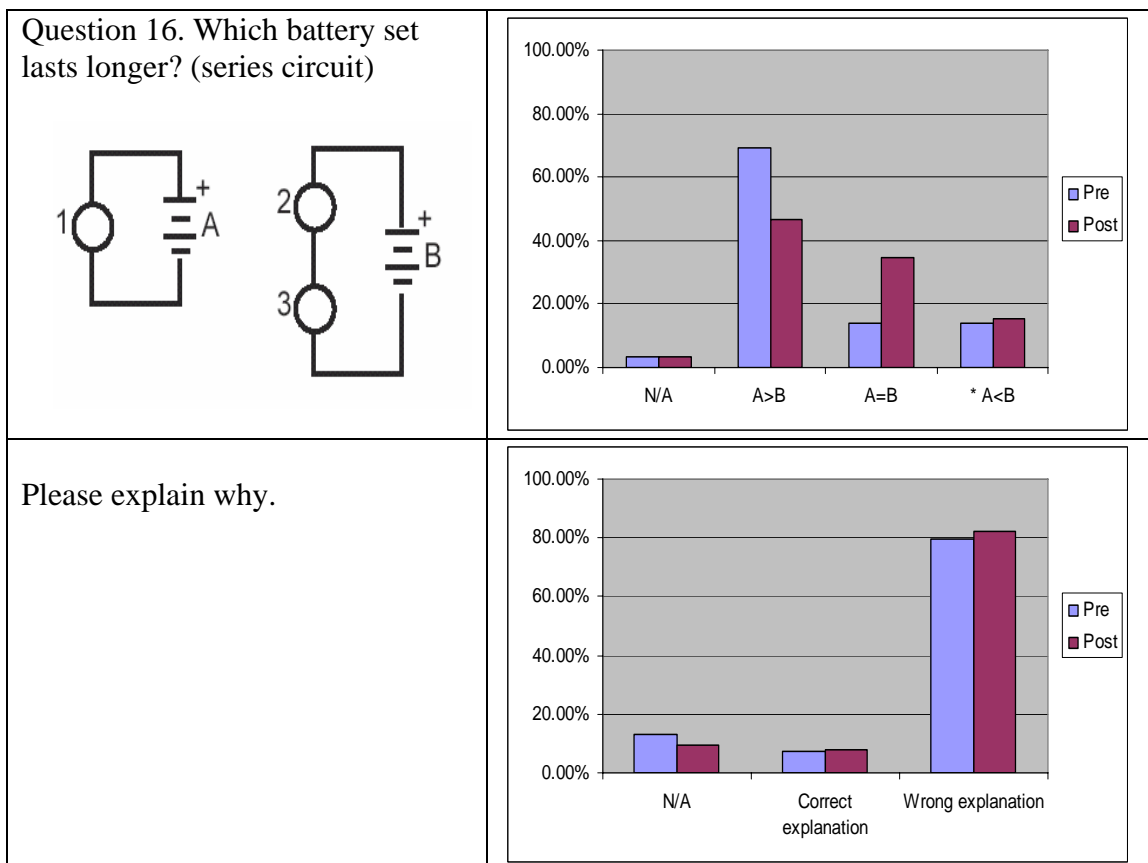 Question 16. Which battery set
lasts longer? (series circuit)
1
+
A
2
3
+
B
100.00%
80.00%
60.00%
40.00%
20.00%
0.00%
N/A
A>B
A=B
* A<B
Pre
Post
Please explain why.
100.00%
80.00%
60.00%
40.00%
20.00%
0.00%
N/A
Correct
explanation
Wrong explanation
Pre
Post